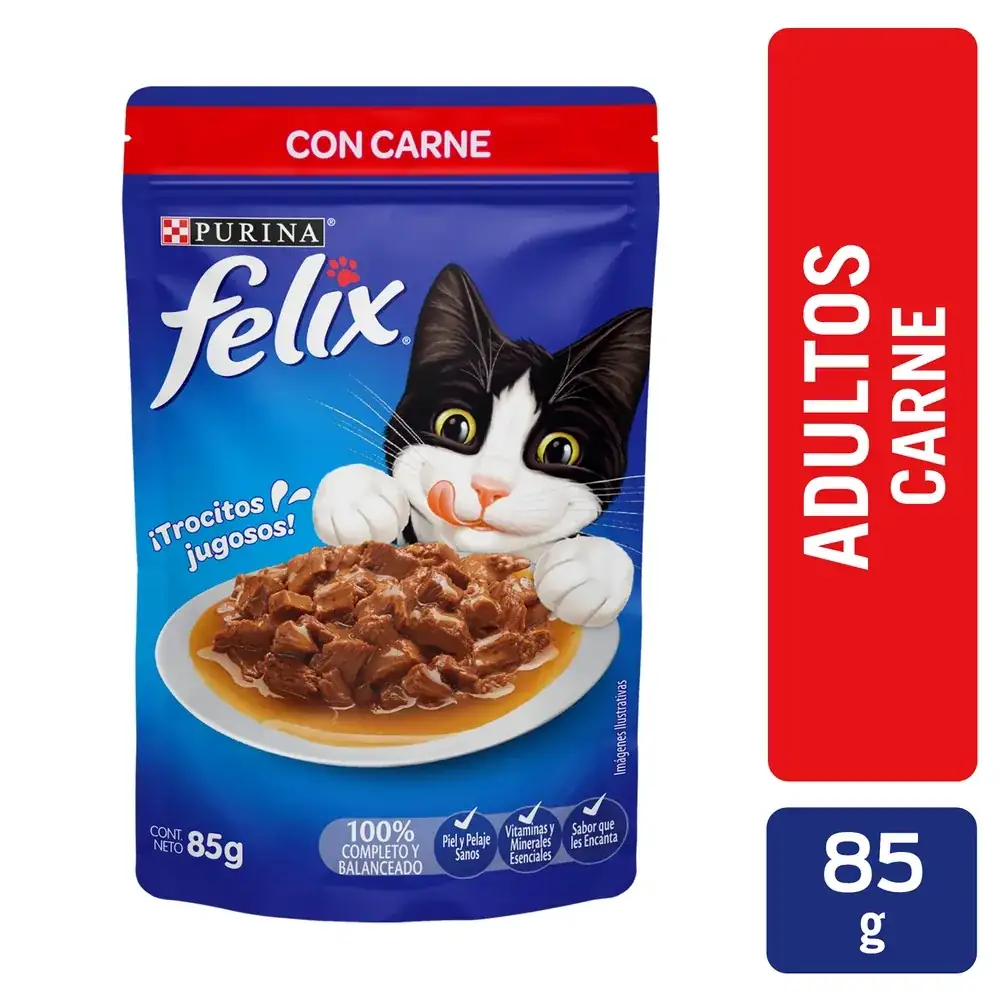 CON CARNE
PURINA®
felix®
¡Trocitos
jugosos!
Imágenes Ilustrativas
CONT.
NETO 85g
100%
COMPLETO Y
BALANCEADO
Piel y Pelaje
Sanos
Vitaminas y
Minerales
Esenciales
Sabor que
les Encanta
ADULTOS
CARNE
85
g